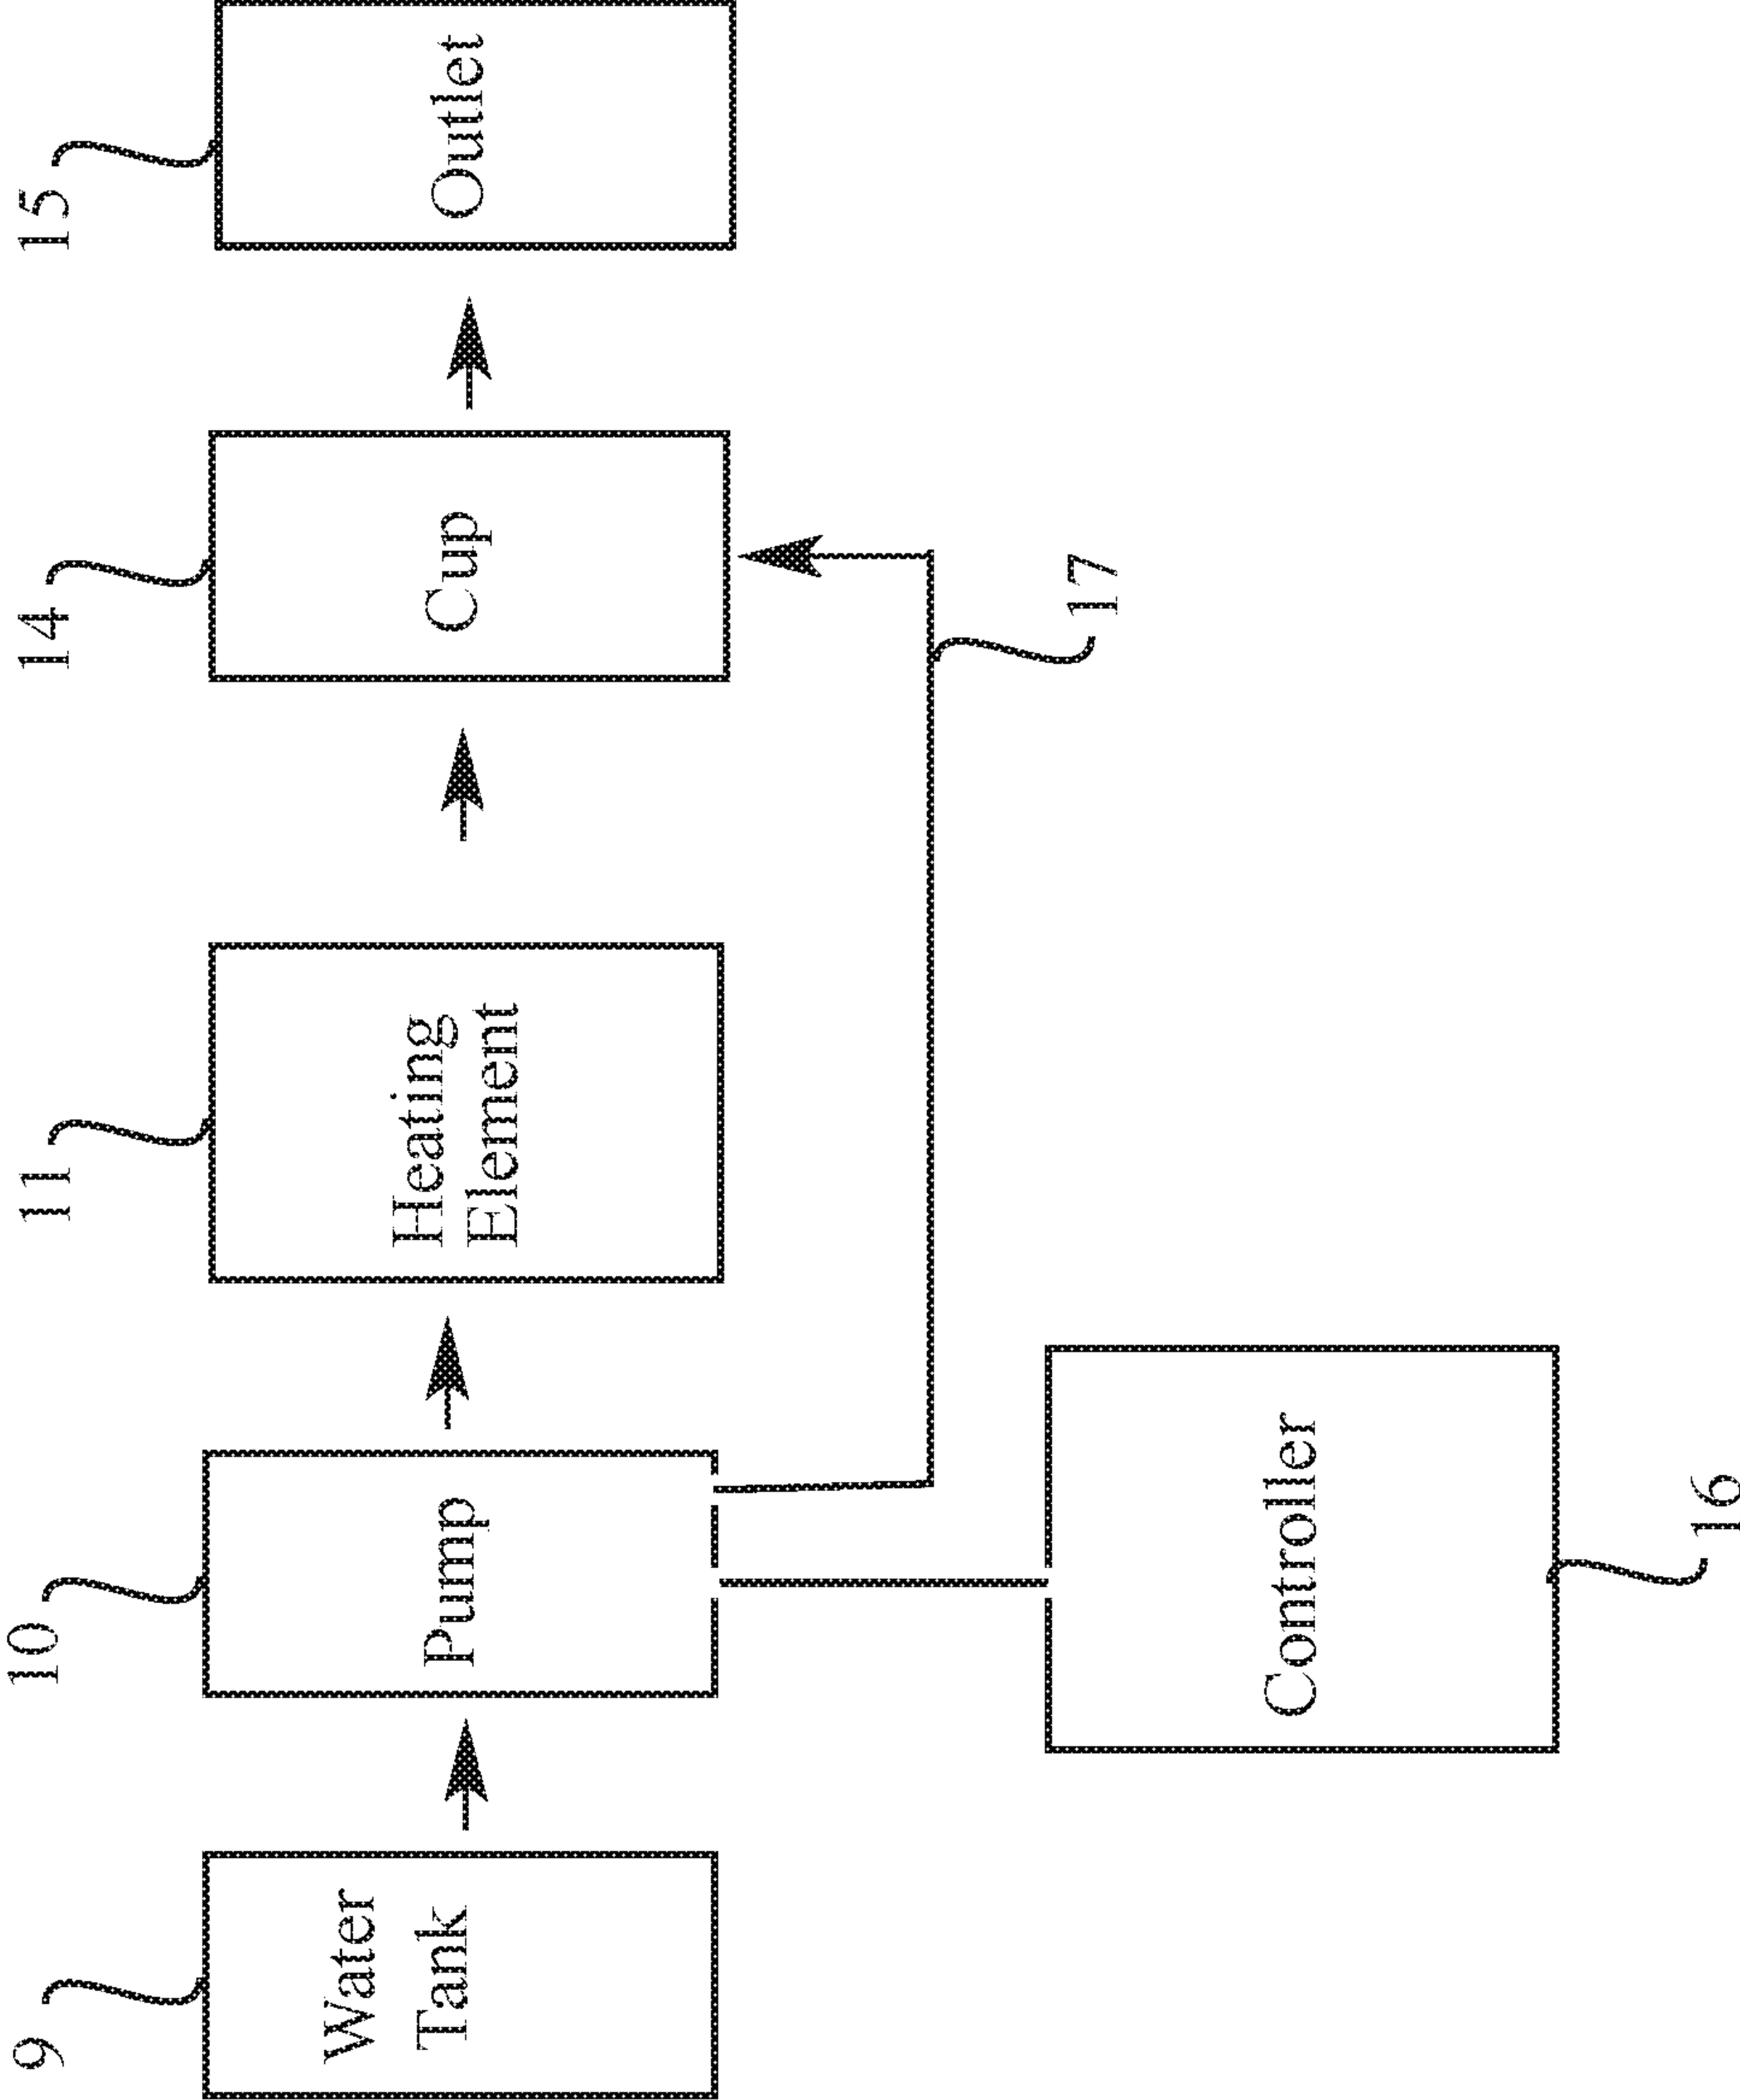 9
10
11
14
15
Water
Tank
Pump
Heating
Element
Cup
Outlet
17
Controller
16